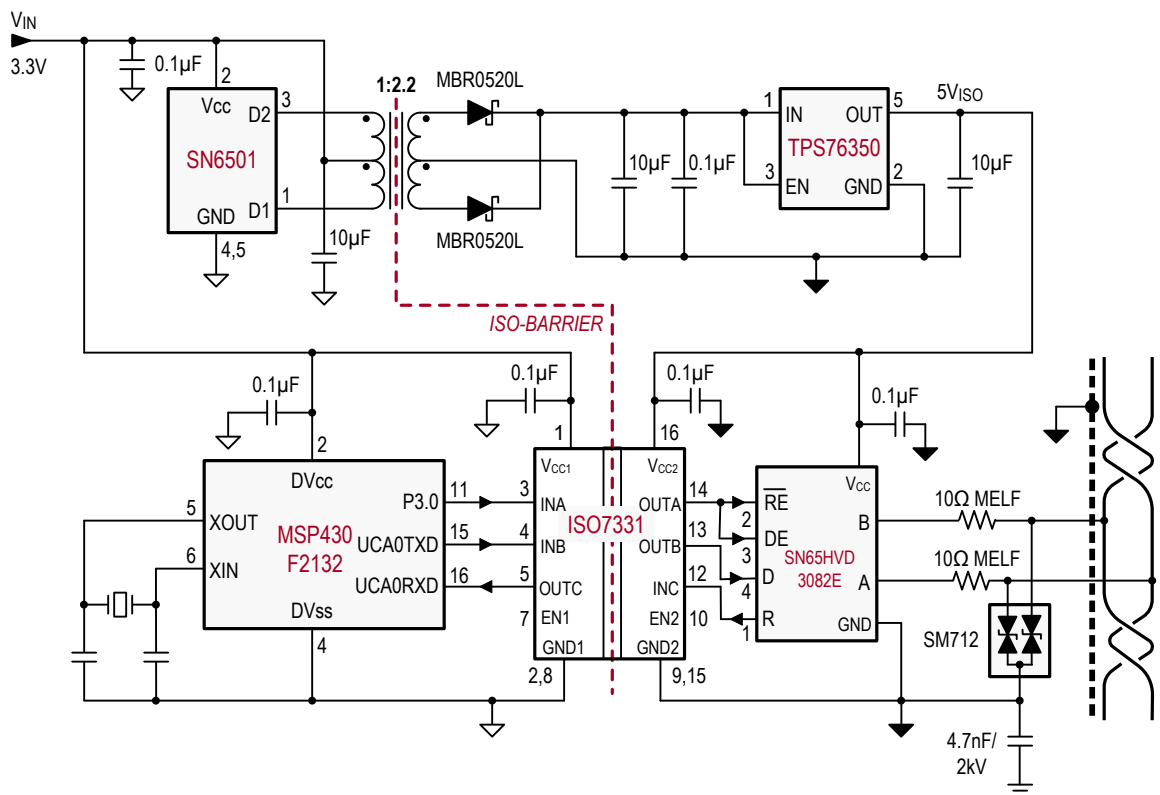 VIN
3.3V
0.1µF
2
Vcc
3
D2
SN6501
1
D1
GND
4,5
10µF
1:2.2
MBR0520L
MBR0520L
10µF
0.1µF
1
IN
OUT
5
TPS76350
3
EN
GND
2
5VISO
10µF
ISO-BARRIER
0.1µF
2
DVcc
P3.0
11
5
XOUT
MSP430
F2132
UCA0TXD
15
6
XIN
UCA0RXD
16
DVss
4
0.1µF
1
VCC1
3
INA
4
INB
5
OUTC
7
EN1
GND1
2,8
ISO7331
0.1µF
16
VCC2
OUTA
14
OUTB
13
INC
12
EN2
10
GND2
9,15
0.1µF
VCC
RE
2
DE
3
D
4
R
1
SN65HVD
3082E
B
A
GND
10Ω MELF
10Ω MELF
SM712
4.7nF/
2kV